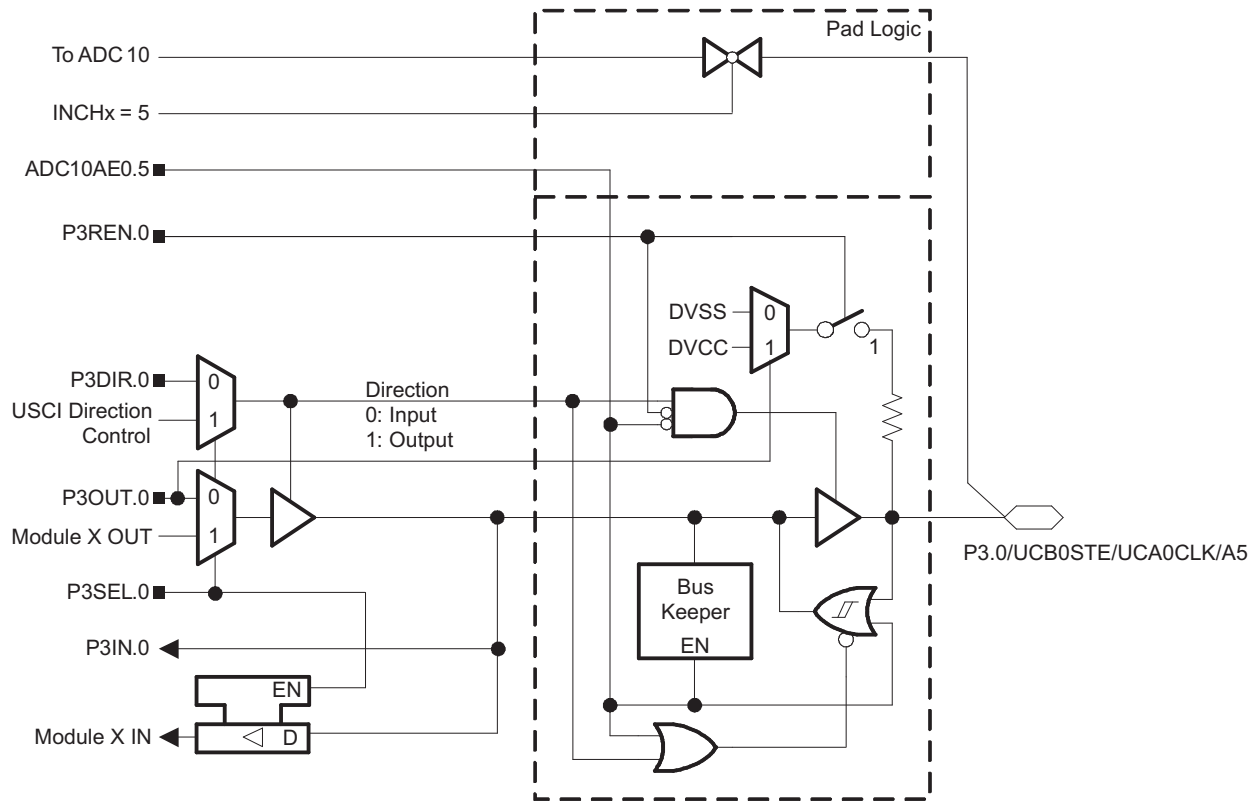 Pad Logic
To ADC 10
INCHx = 5
ADC10AE0.5
P3REN.0
DVSS
0
DVCC
1
1
P3DIR.0
0
USCI Direction
Control
1
Direction
0: Input
1: Output
P3OUT.0
0
Module X OUT
1
P3SEL.0
P3.0/UCB0STE/UCA0CLK/A5
Bus
Keeper
EN
P3IN.0
EN
Module X IN
D